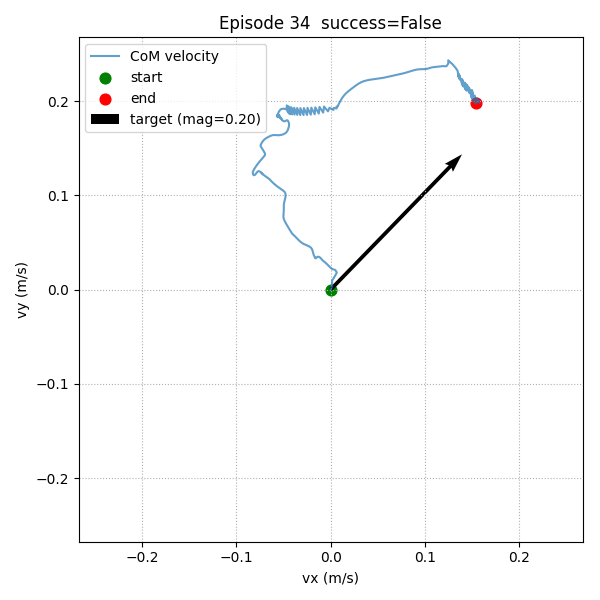 Episode 34  success=False
CoM velocity
start
end
target (mag=0.20)
0.2
0.1
0.0
−0.1
−0.2
vy (m/s)
−0.2
−0.1
0.0
0.1
0.2
vx (m/s)